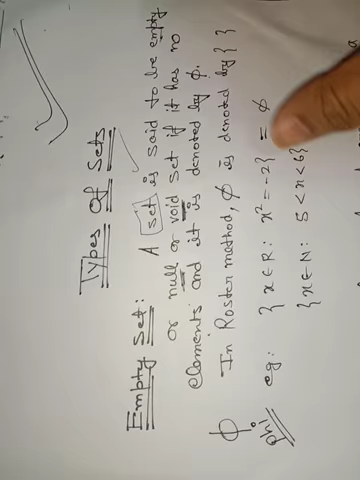 Types of Sets
Empty Set: A set is said to be empty
or null or void set if it has no
elements and it is denoted by φ.
φ In Roster method, φ is denoted by { }
phi eg: { x∈R: x² = -2} = φ
{x∈N: 5 < x < 6}